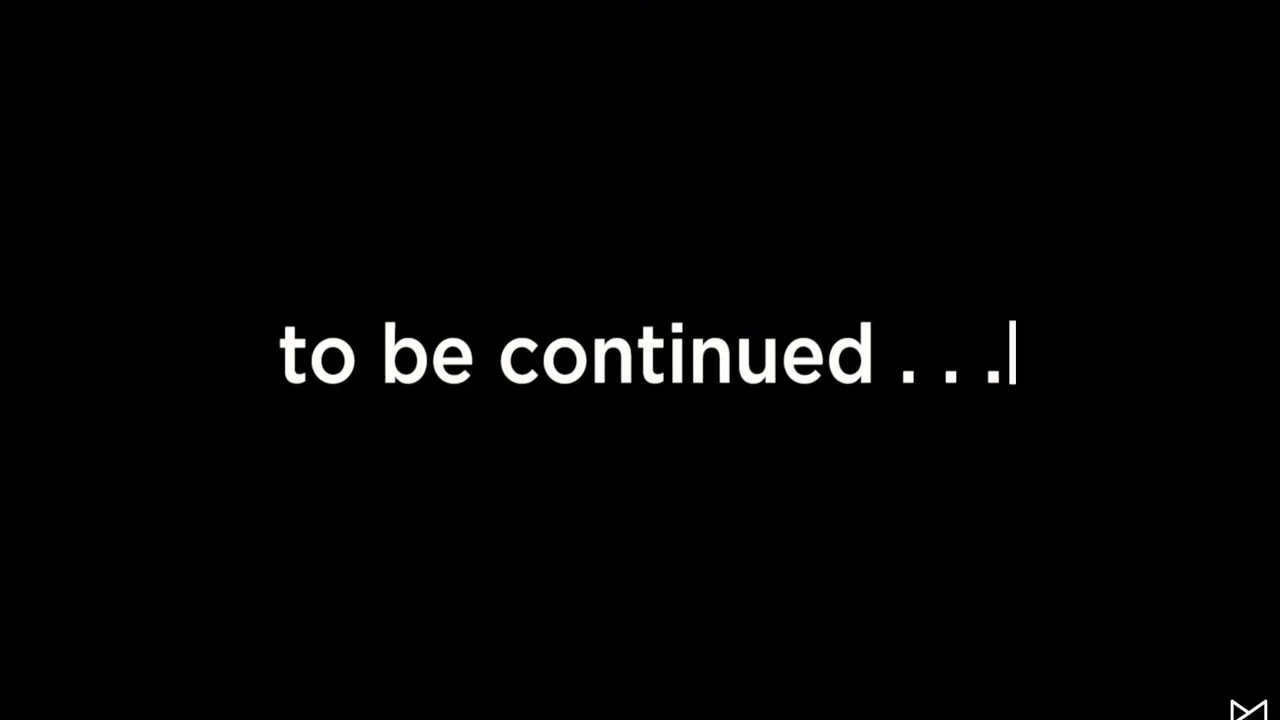 to be continued . . .|